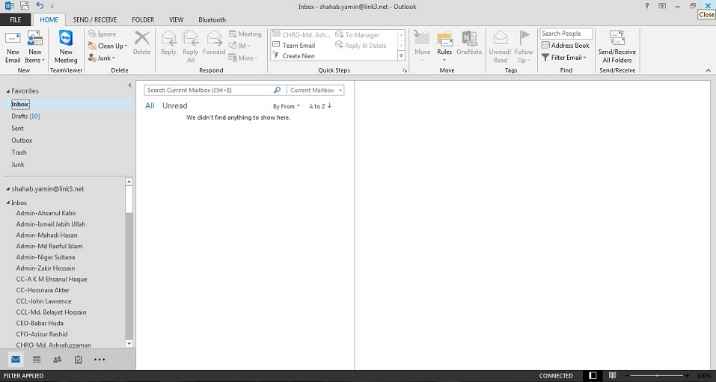 Inbox - shahab.yamin@link3.net - Outlook
Close
FILE HOME SEND / RECEIVE FOLDER VIEW Bluetooth
New Email
New Items
New
New Meeting
TeamViewer
Ignore
Clean Up
Junk
Delete
Delete
Reply
Reply All
Forward
Meeting
IM
More
Respond
CHRO-Md. Ash...
To Manager
Team Email
Reply & Delete
Create New
Quick Steps
Move
Rules
OneNote
Move
Unread/ Read
Follow Up
Tags
Search People
Address Book
Filter Email
Find
Send/Receive All Folders
Send/Receive
Favorites
Inbox
Drafts [10]
Sent
Outbox
Trash
Junk
shahab.yamin@link3.net
Inbox
Admin-Ahsanul Kabir
Admin-Ismail Jabih Ullah
Admin-Mahadi Hasan
Admin-Md Raoful Islam
Admin-Nigar Sultana
Admin-Zakir Hossain
CC-A K M Ehsanul Haque
CC-Hossnara Akter
CCL-John Lawrence
CCL-Md. Belayet Hossain
CEO-Babar Huda
CFO-Azizur Rashid
CHRO-Md. Ashrafuzzaman
Search Current Mailbox (Ctrl+E) Current Mailbox
All Unread By From A to Z
We didn't find anything to show here.
FILTER APPLIED CONNECTED 100%